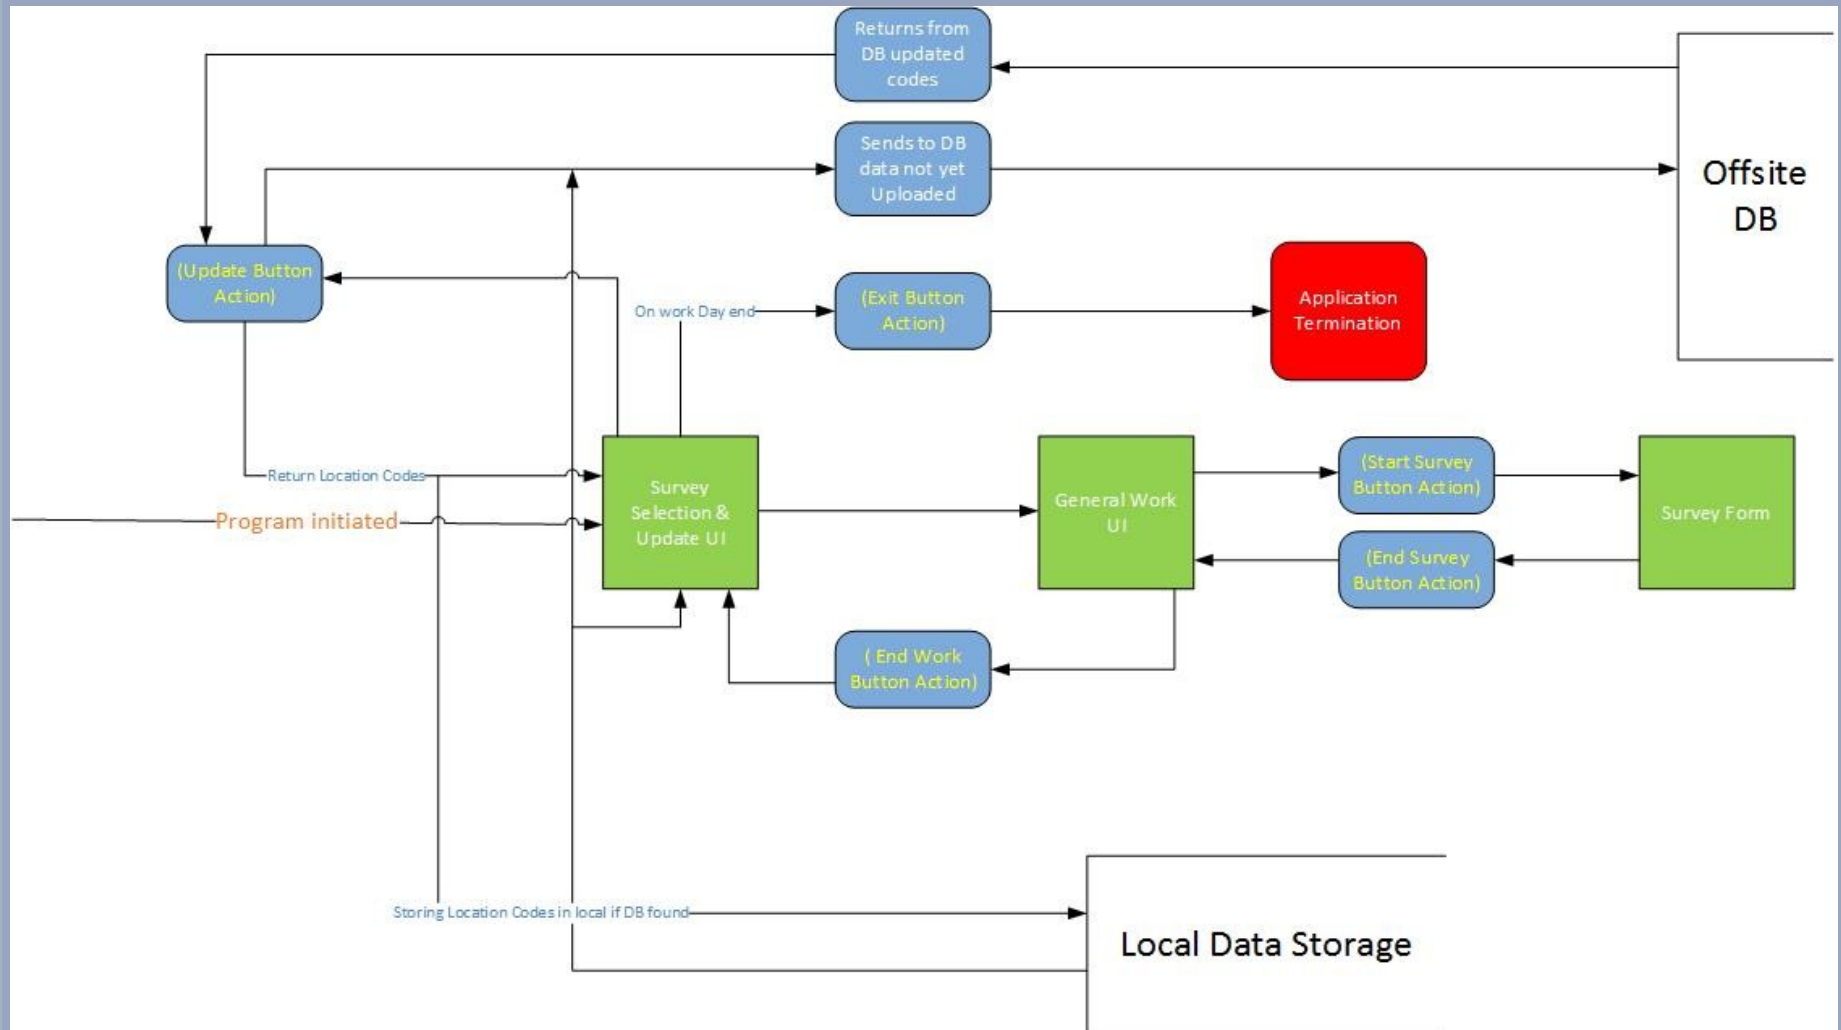 Returns from
DB updated
codes
Sends to DB
data not yet
Uploaded
Offsite
DB
(Update Button
Action)
On work Day end
(Exit Button
Action)
Application
Termination
Return Location Codes
Program initiated
Survey
Selection &
Update UI
General Work
UI
(Start Survey
Button Action)
(End Survey
Button Action)
Survey Form
( End Work
Button Action)
Storing Location Codes in local if DB found
Local Data Storage